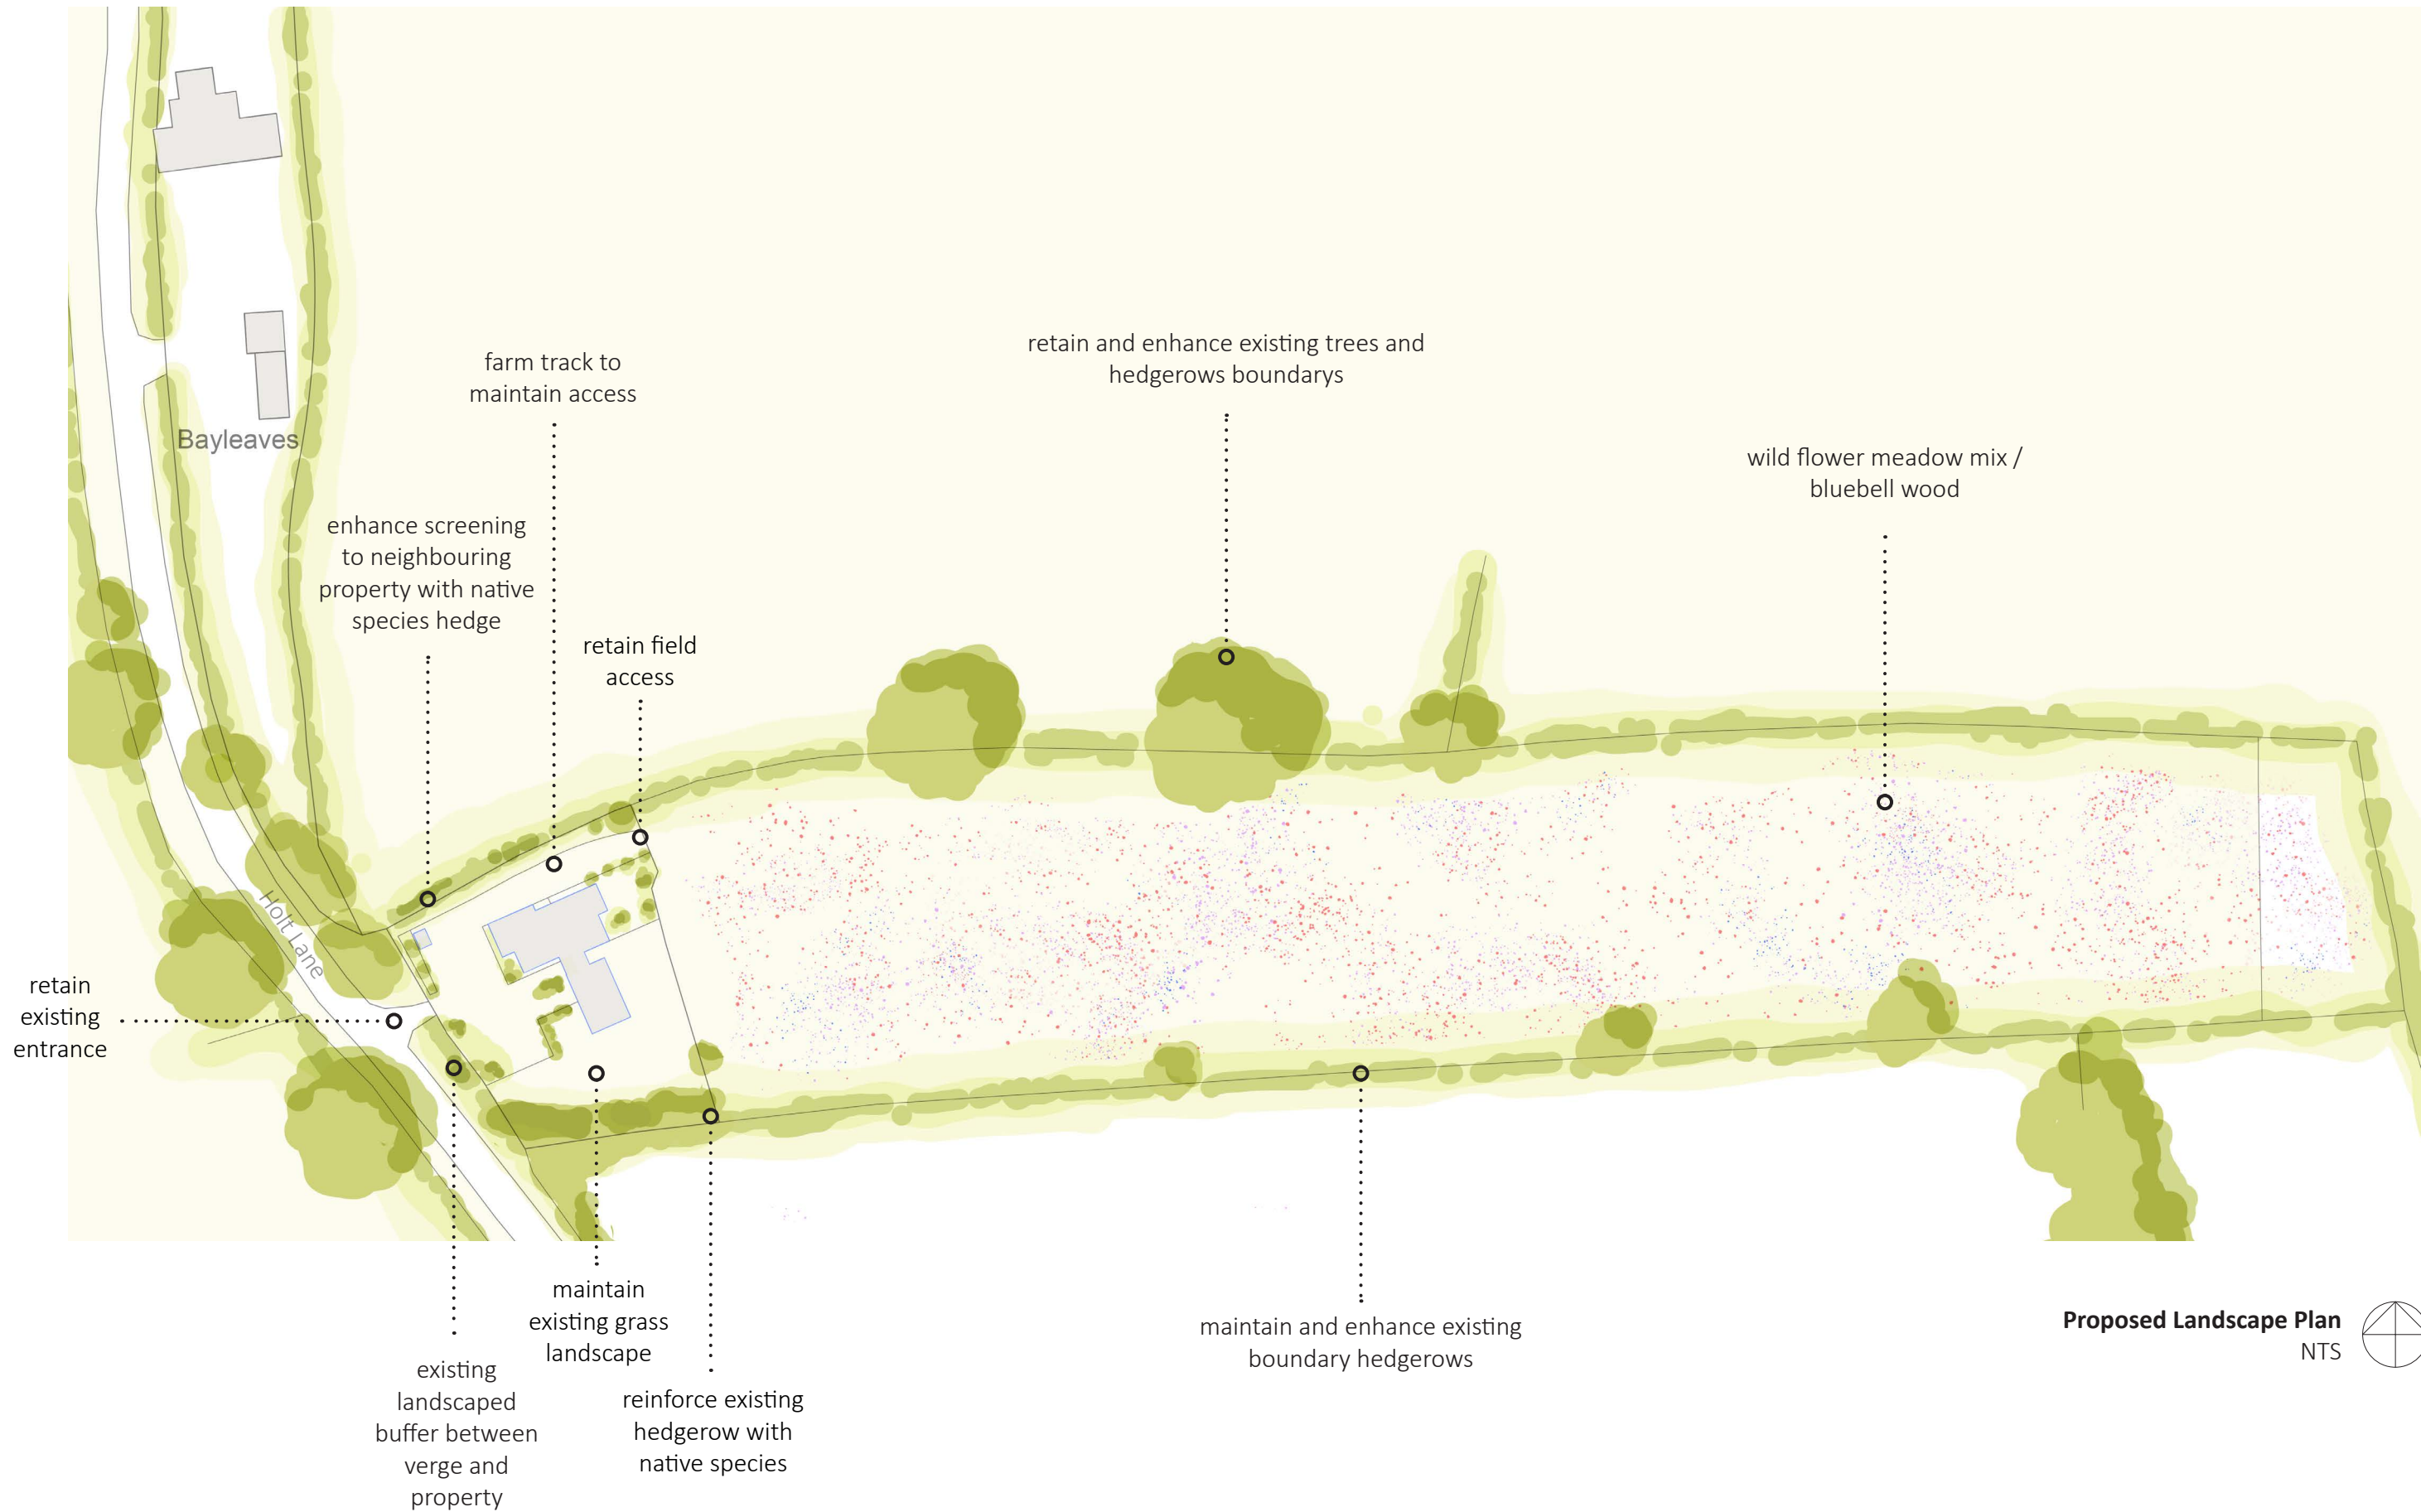 retain and enhance existing trees and
hedgerows boundarys
farm track to
maintain access
Bayleaves
wild flower meadow mix /
bluebell wood
enhance screening
to neighbouring
property with native
species hedge
retain field
access
Holt Lane
retain
existing
entrance
maintain
existing grass
landscape
existing
landscaped
buffer between
verge and
property
reinforce existing
hedgerow with
native species
maintain and enhance existing
boundary hedgerows
Proposed Landscape Plan
NTS